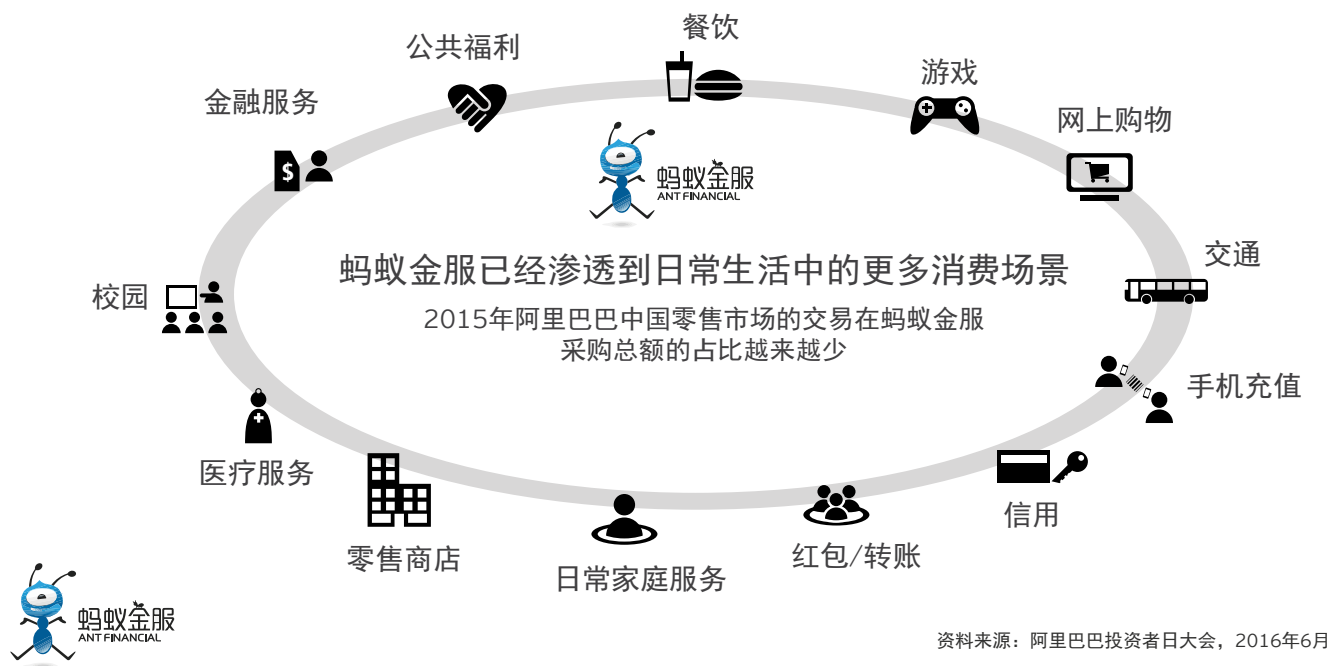 餐饮
公共福利
游戏
金融服务
网上购物
$
蚂蚁金服
ANT FINANCIAL
蚂蚁金服已经渗透到日常生活中的更多消费场景
2015年阿里巴巴中国零售市场的交易在蚂蚁金服
采购总额的占比越来越少
交通
校园
手机充值
医疗服务
信用
零售商店
日常家庭服务
红包/转账
蚂蚁金服
ANT FINANCIAL
资料来源：阿里巴巴投资者日大会，2016年6月